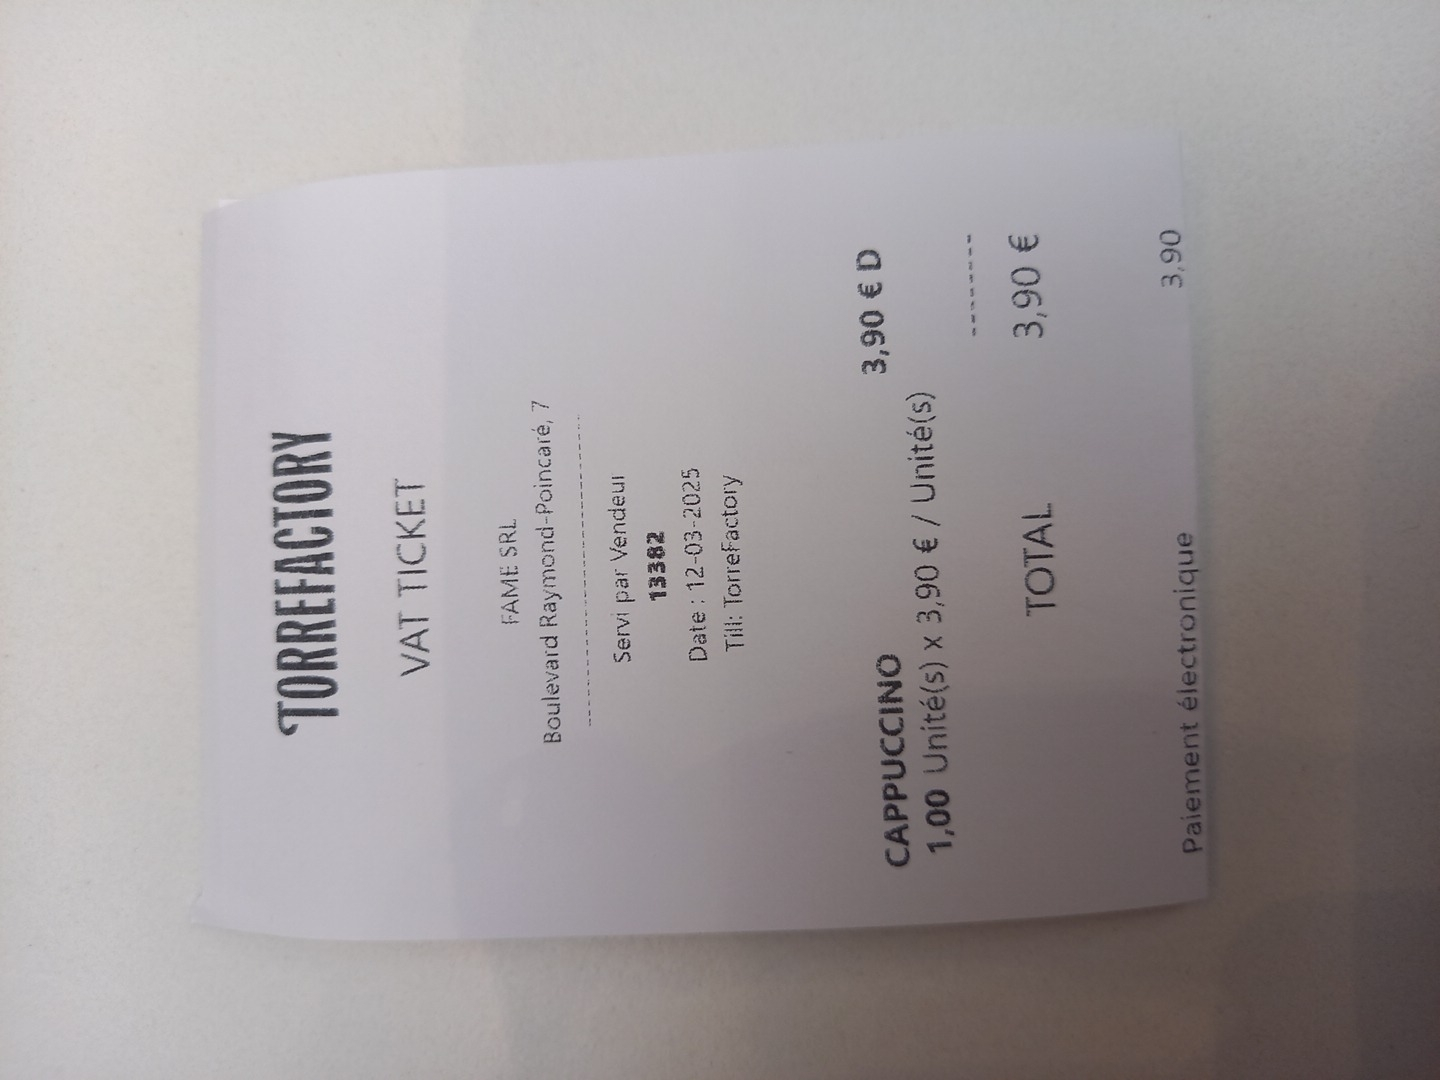 TORREFACTORY
VAT TICKET
FAME SRL
Boulevard Raymond-Poincaré, 7
--------------------------------
Servi par Vendeur
13382
Date : 12-03-2025
Till: TorreFactory
CAPPUCCINO 3,90 € D
1,00 Unité(s) x 3,90 € / Unité(s)
--------
TOTAL 3,90 €
Paiement électronique 3,90